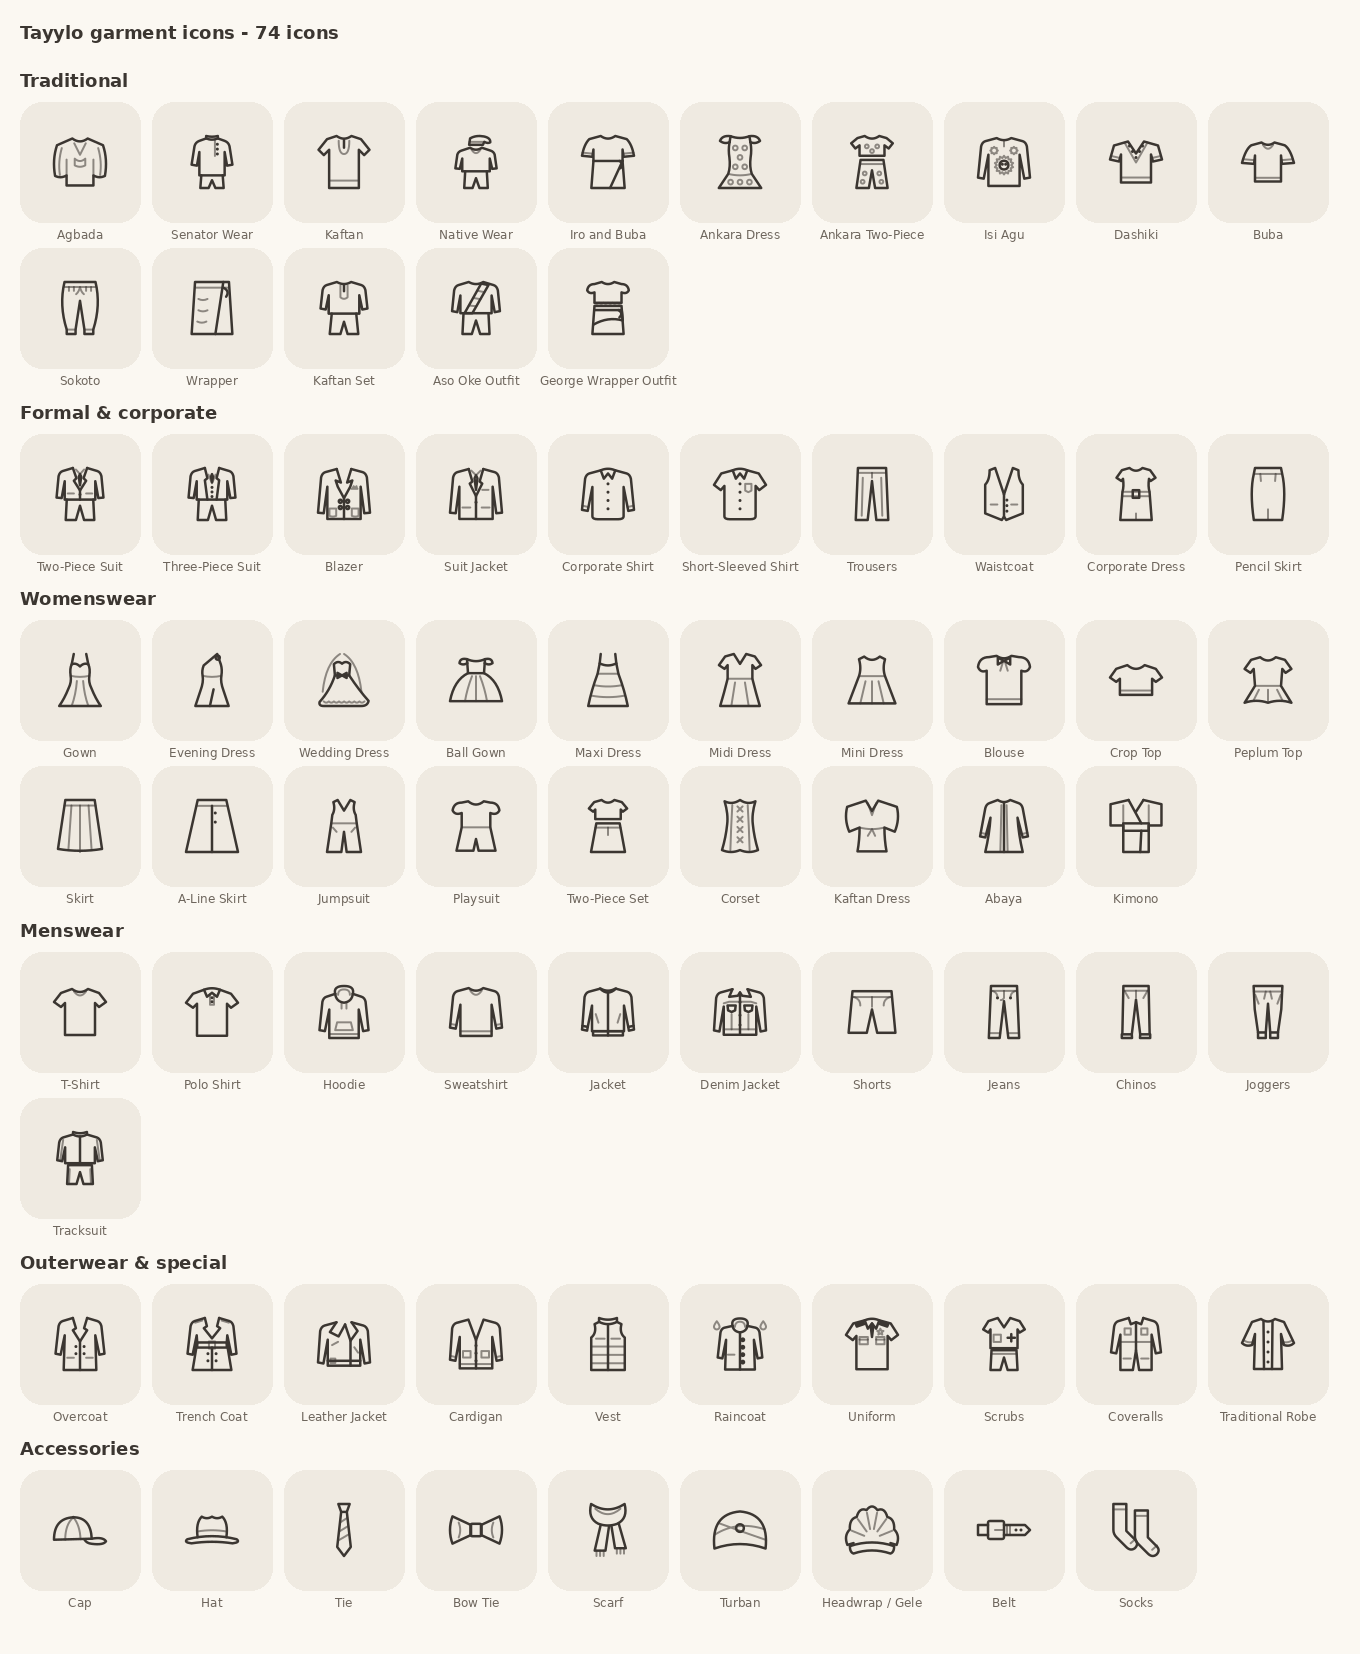 Tayylo garment icons - 74 icons
Traditional
Agbada Senator Wear Kaftan Native Wear Iro and Buba Ankara Dress Ankara Two-Piece Isi Agu Dashiki Buba
Sokoto Wrapper Kaftan Set Aso Oke Outfit George Wrapper Outfit
Formal & corporate
Two-Piece Suit Three-Piece Suit Blazer Suit Jacket Corporate Shirt Short-Sleeved Shirt Trousers Waistcoat Corporate Dress Pencil Skirt
Womenswear
Gown Evening Dress Wedding Dress Ball Gown Maxi Dress Midi Dress Mini Dress Blouse Crop Top Peplum Top
Skirt A-Line Skirt Jumpsuit Playsuit Two-Piece Set Corset Kaftan Dress Abaya Kimono
Menswear
T-Shirt Polo Shirt Hoodie Sweatshirt Jacket Denim Jacket Shorts Jeans Chinos Joggers
Tracksuit
Outerwear & special
Overcoat Trench Coat Leather Jacket Cardigan Vest Raincoat Uniform Scrubs Coveralls Traditional Robe
Accessories
Cap Hat Tie Bow Tie Scarf Turban Headwrap / Gele Belt Socks